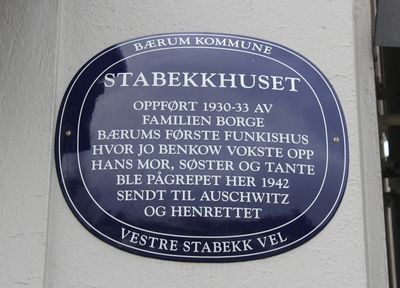 BÆRUM KOMMUNE
STABEKKHUSET
OPPFØRT 1930-33 AV
FAMILIEN BORGE
BÆRUMS FØRSTE FUNKISHUS
HVOR JO BENKOW VOKSTE OPP
HANS MOR, SØSTER OG TANTE
BLE PÅGREPET HER 1942
SENDT TIL AUSCHWITZ
OG HENRETTET
VESTRE STABEKK VEL